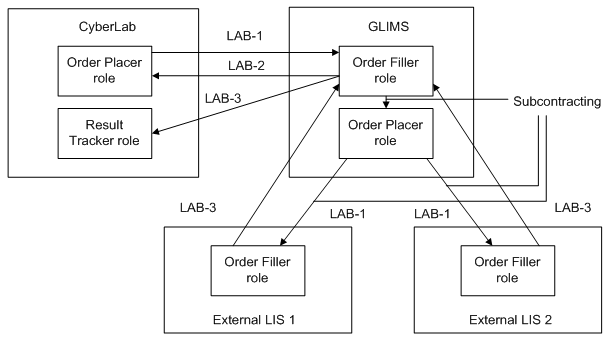 CyberLab
GLIMS
Order Placer
role
LAB-1
LAB-2
LAB-3
Order Filler
role
Result
Tracker role
Order Placer
role
Subcontracting
LAB-3
LAB-1
LAB-1
LAB-3
Order Filler
role
External LIS 1
Order Filler
role
External LIS 2